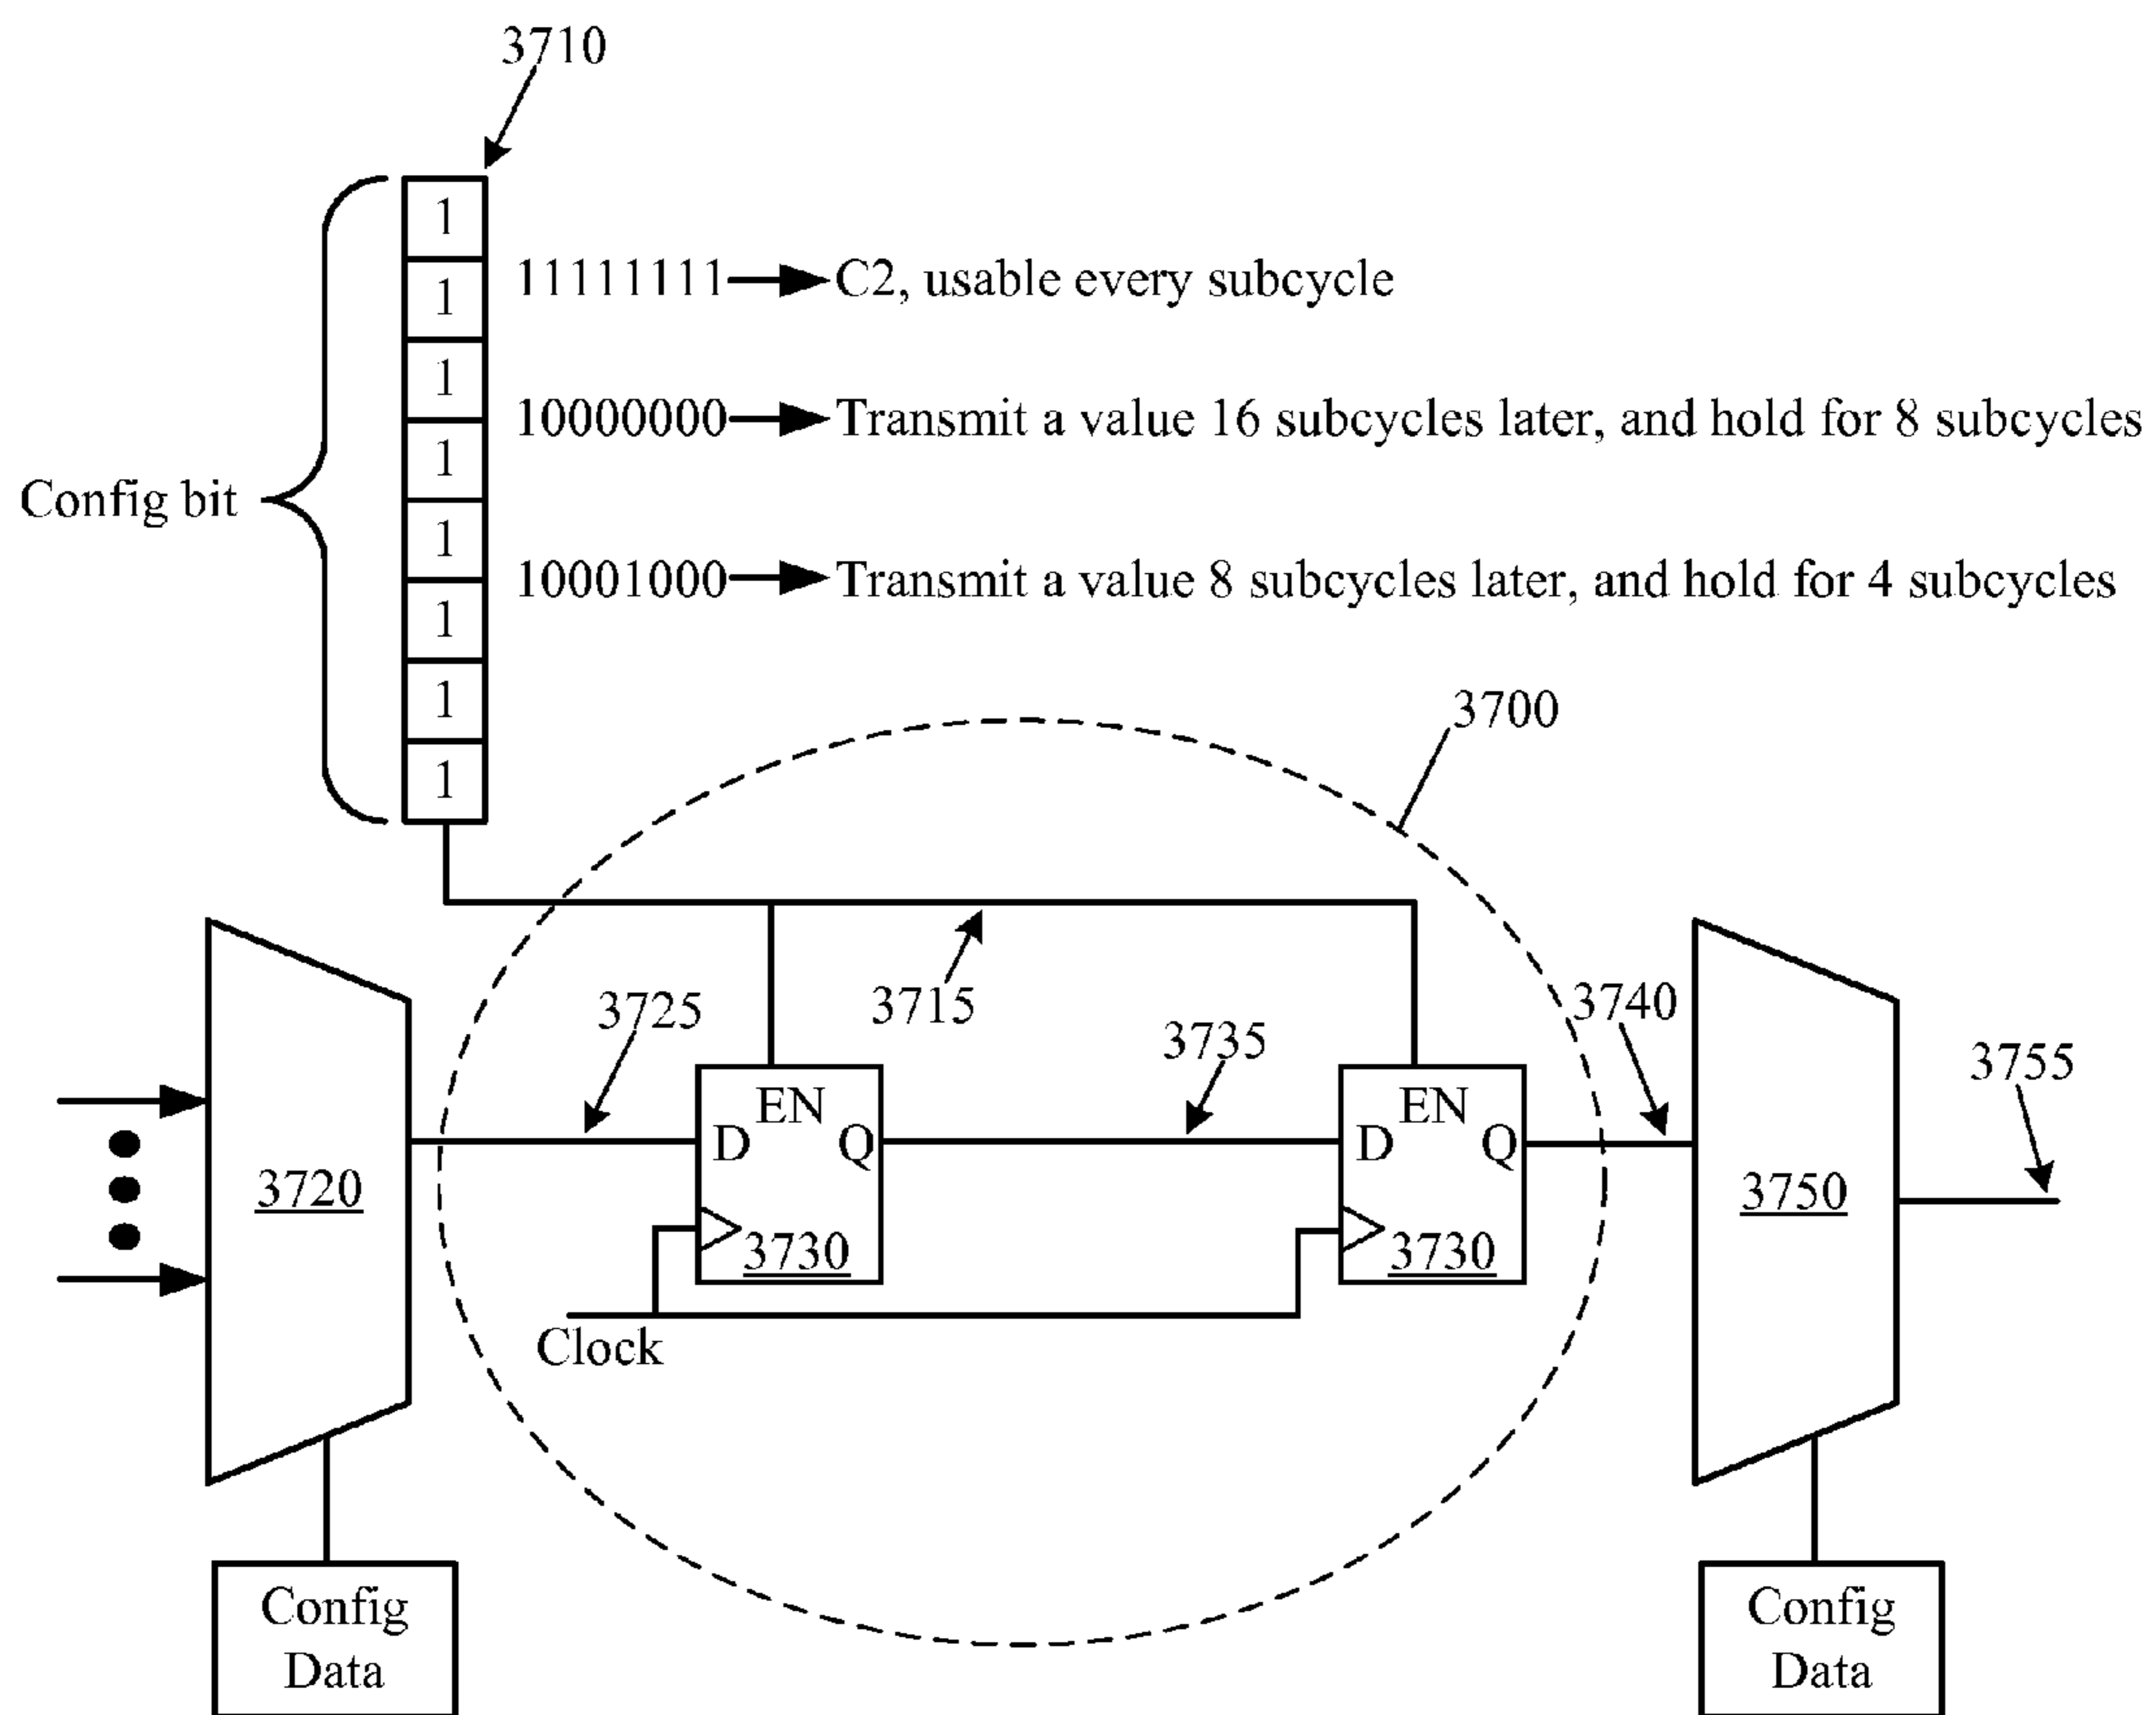 3710
1
1
1
1
1
1
1
1
Config bit
11111111 C2, usable every subcycle
10000000 Transmit a value 16 subcycles later, and hold for 8 subcycles
10001000 Transmit a value 8 subcycles later, and hold for 4 subcycles
3700
3715
3725
3735
3740
3755
3720
EN
D
Q
3730
EN
D
Q
3730
3750
Clock
Config
Data
Config
Data